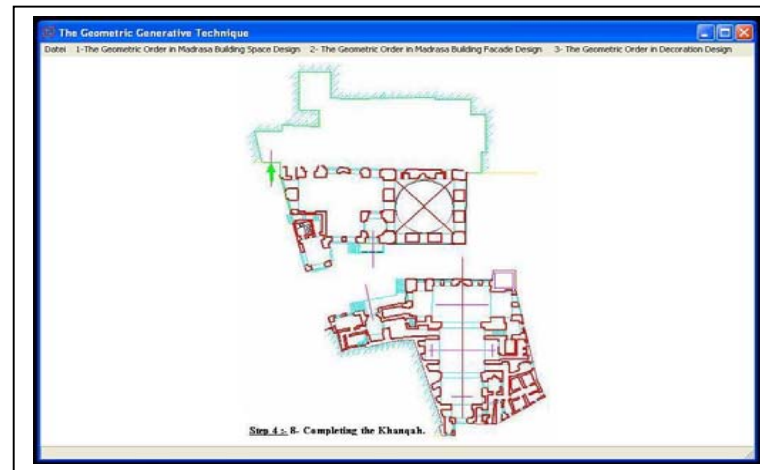 The Geometric Generative Technique
Datei 1-The Geometric Order in Madrasa Building Space Design 2- The Geometric Order in Madrasa Building Facade Design 3- The Geometric Order in Decoration Design
Step 4 :- 8- Completing the Khanqah.